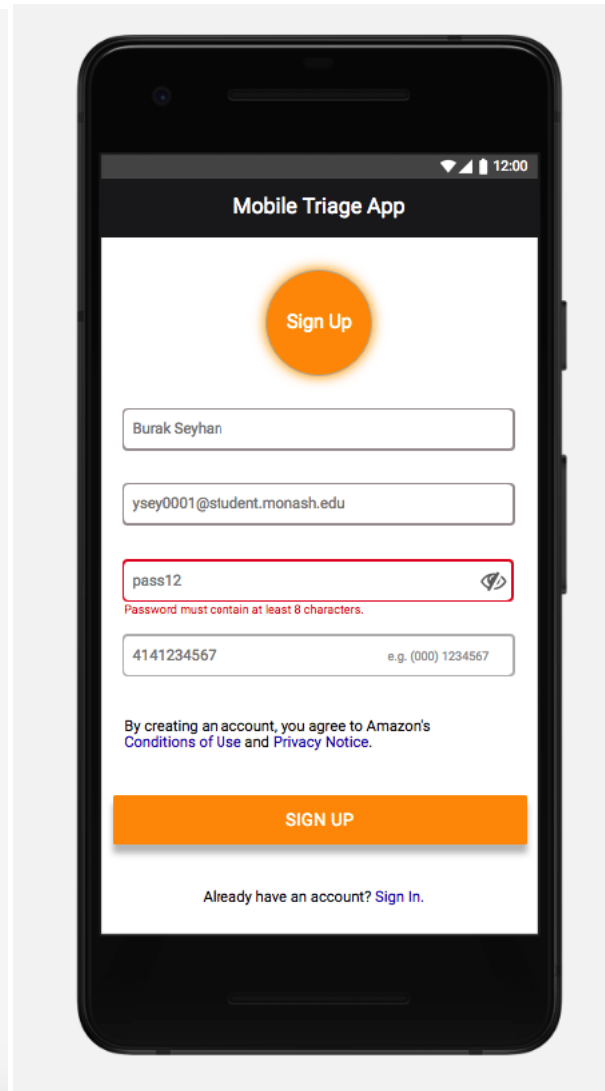 12:00
Mobile Triage App
Sign Up
Burak Seyhan
ysey0001@student.monash.edu
pass12
Password must contain at least 8 characters.
4141234567 e.g. (000) 1234567
By creating an account, you agree to Amazon's
Conditions of Use and Privacy Notice.
SIGN UP
Already have an account? Sign In.